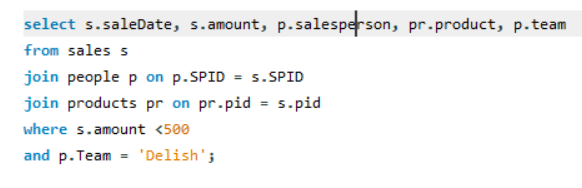 select s.saleDate, s.amount, p.salesperson, pr.product, p.team
from sales s
join people p on p.SPID = s.SPID
join products pr on pr.pid = s.pid
where s.amount <500
and p.Team = 'Delish';